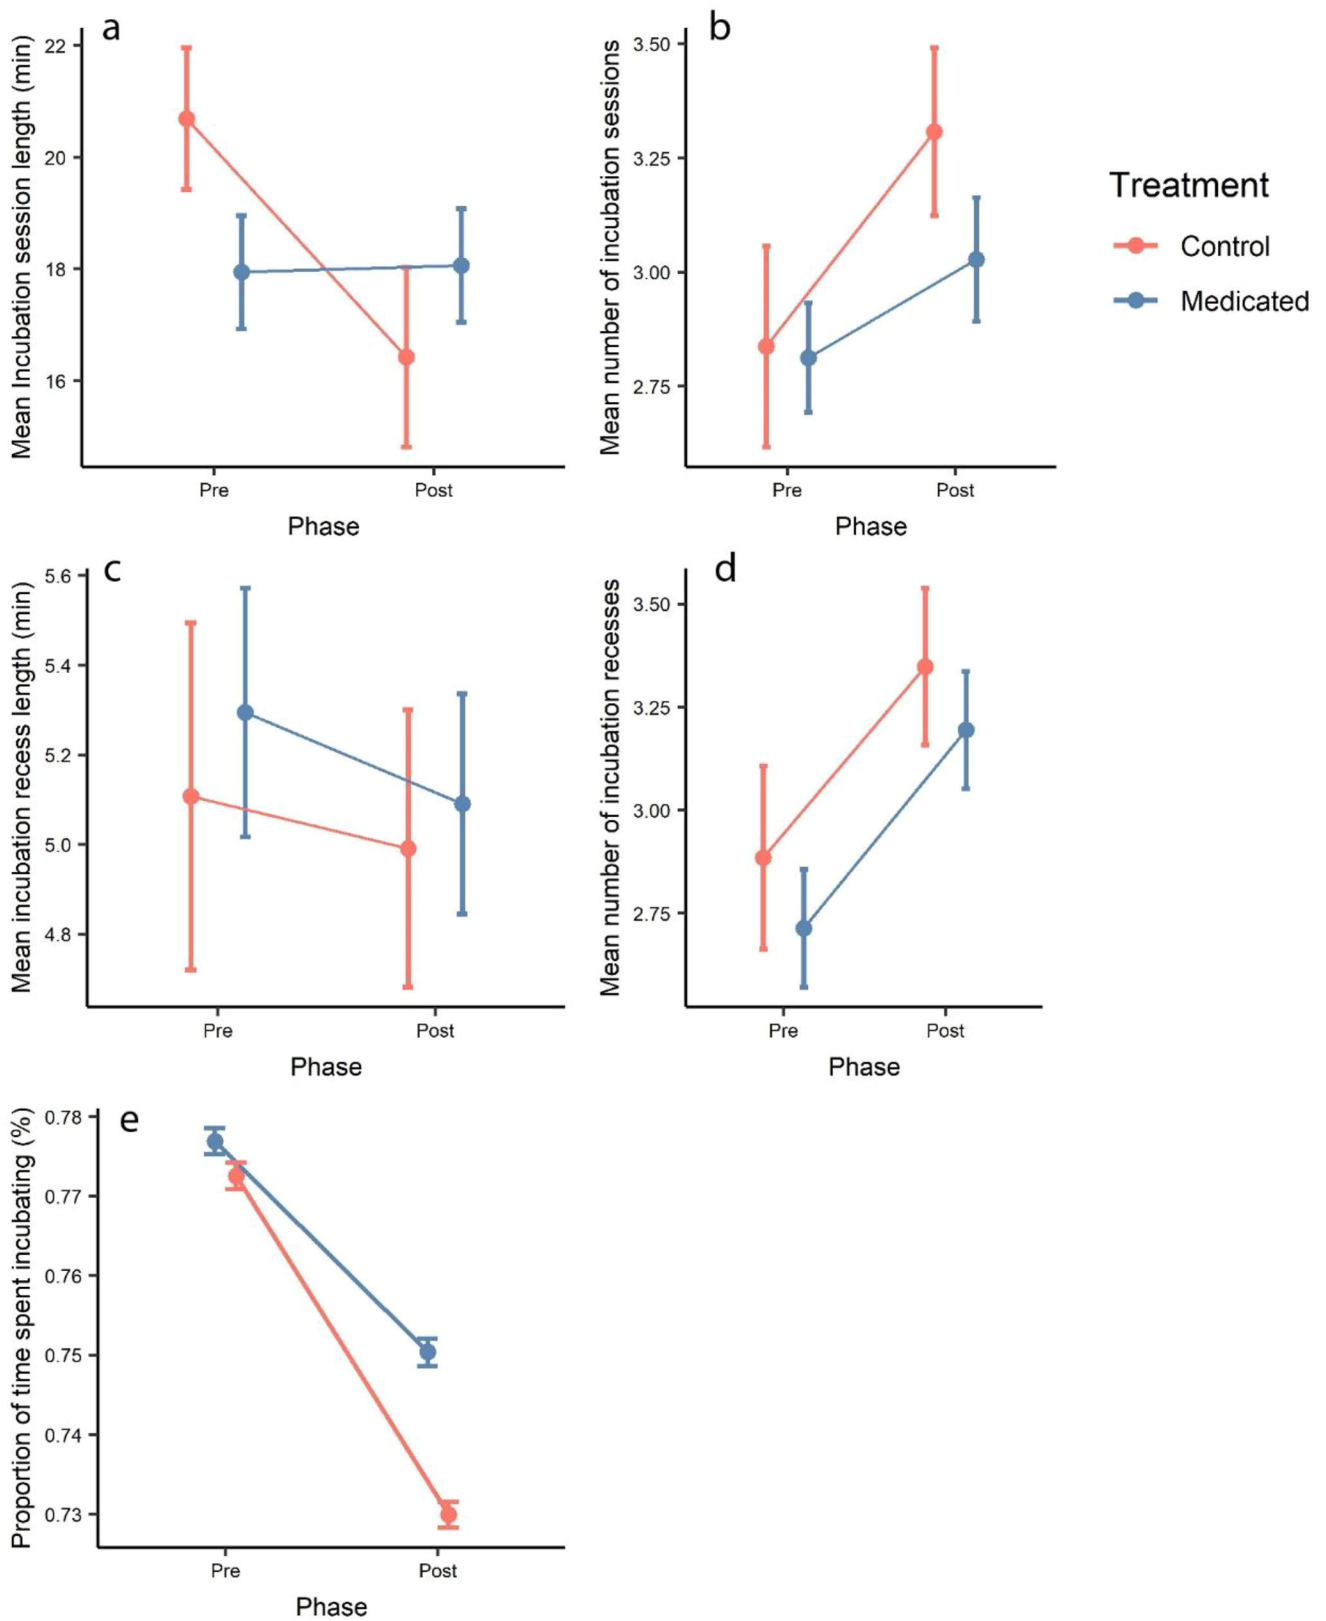 a
Mean Incubation session length (min)
22
20
18
16
Pre
Post
Phase
b
Mean number of incubation sessions
3.50
3.25
3.00
2.75
Pre
Post
Phase
Treatment
Control
Medicated
c
Mean incubation recess length (min)
5.6
5.4
5.2
5.0
4.8
Pre
Post
Phase
d
Mean number of incubation recesses
3.50
3.25
3.00
2.75
Pre
Post
Phase
e
Proportion of time spent incubating (%)
0.78
0.77
0.76
0.75
0.74
0.73
Pre
Post
Phase